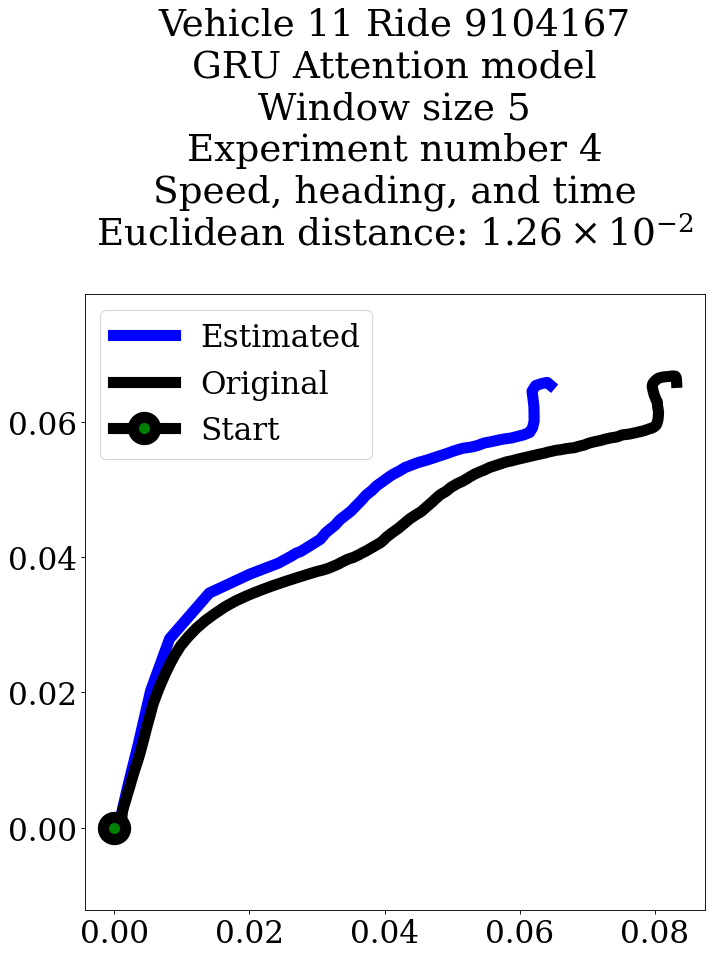 Vehicle 11 Ride 9104167
GRU Attention model
Window size 5
Experiment number 4
Speed, heading, and time
Euclidean distance: 1.26 × 10⁻²
Estimated
Original
Start
0.06
0.04
0.02
0.00
0.00 0.02 0.04 0.06 0.08